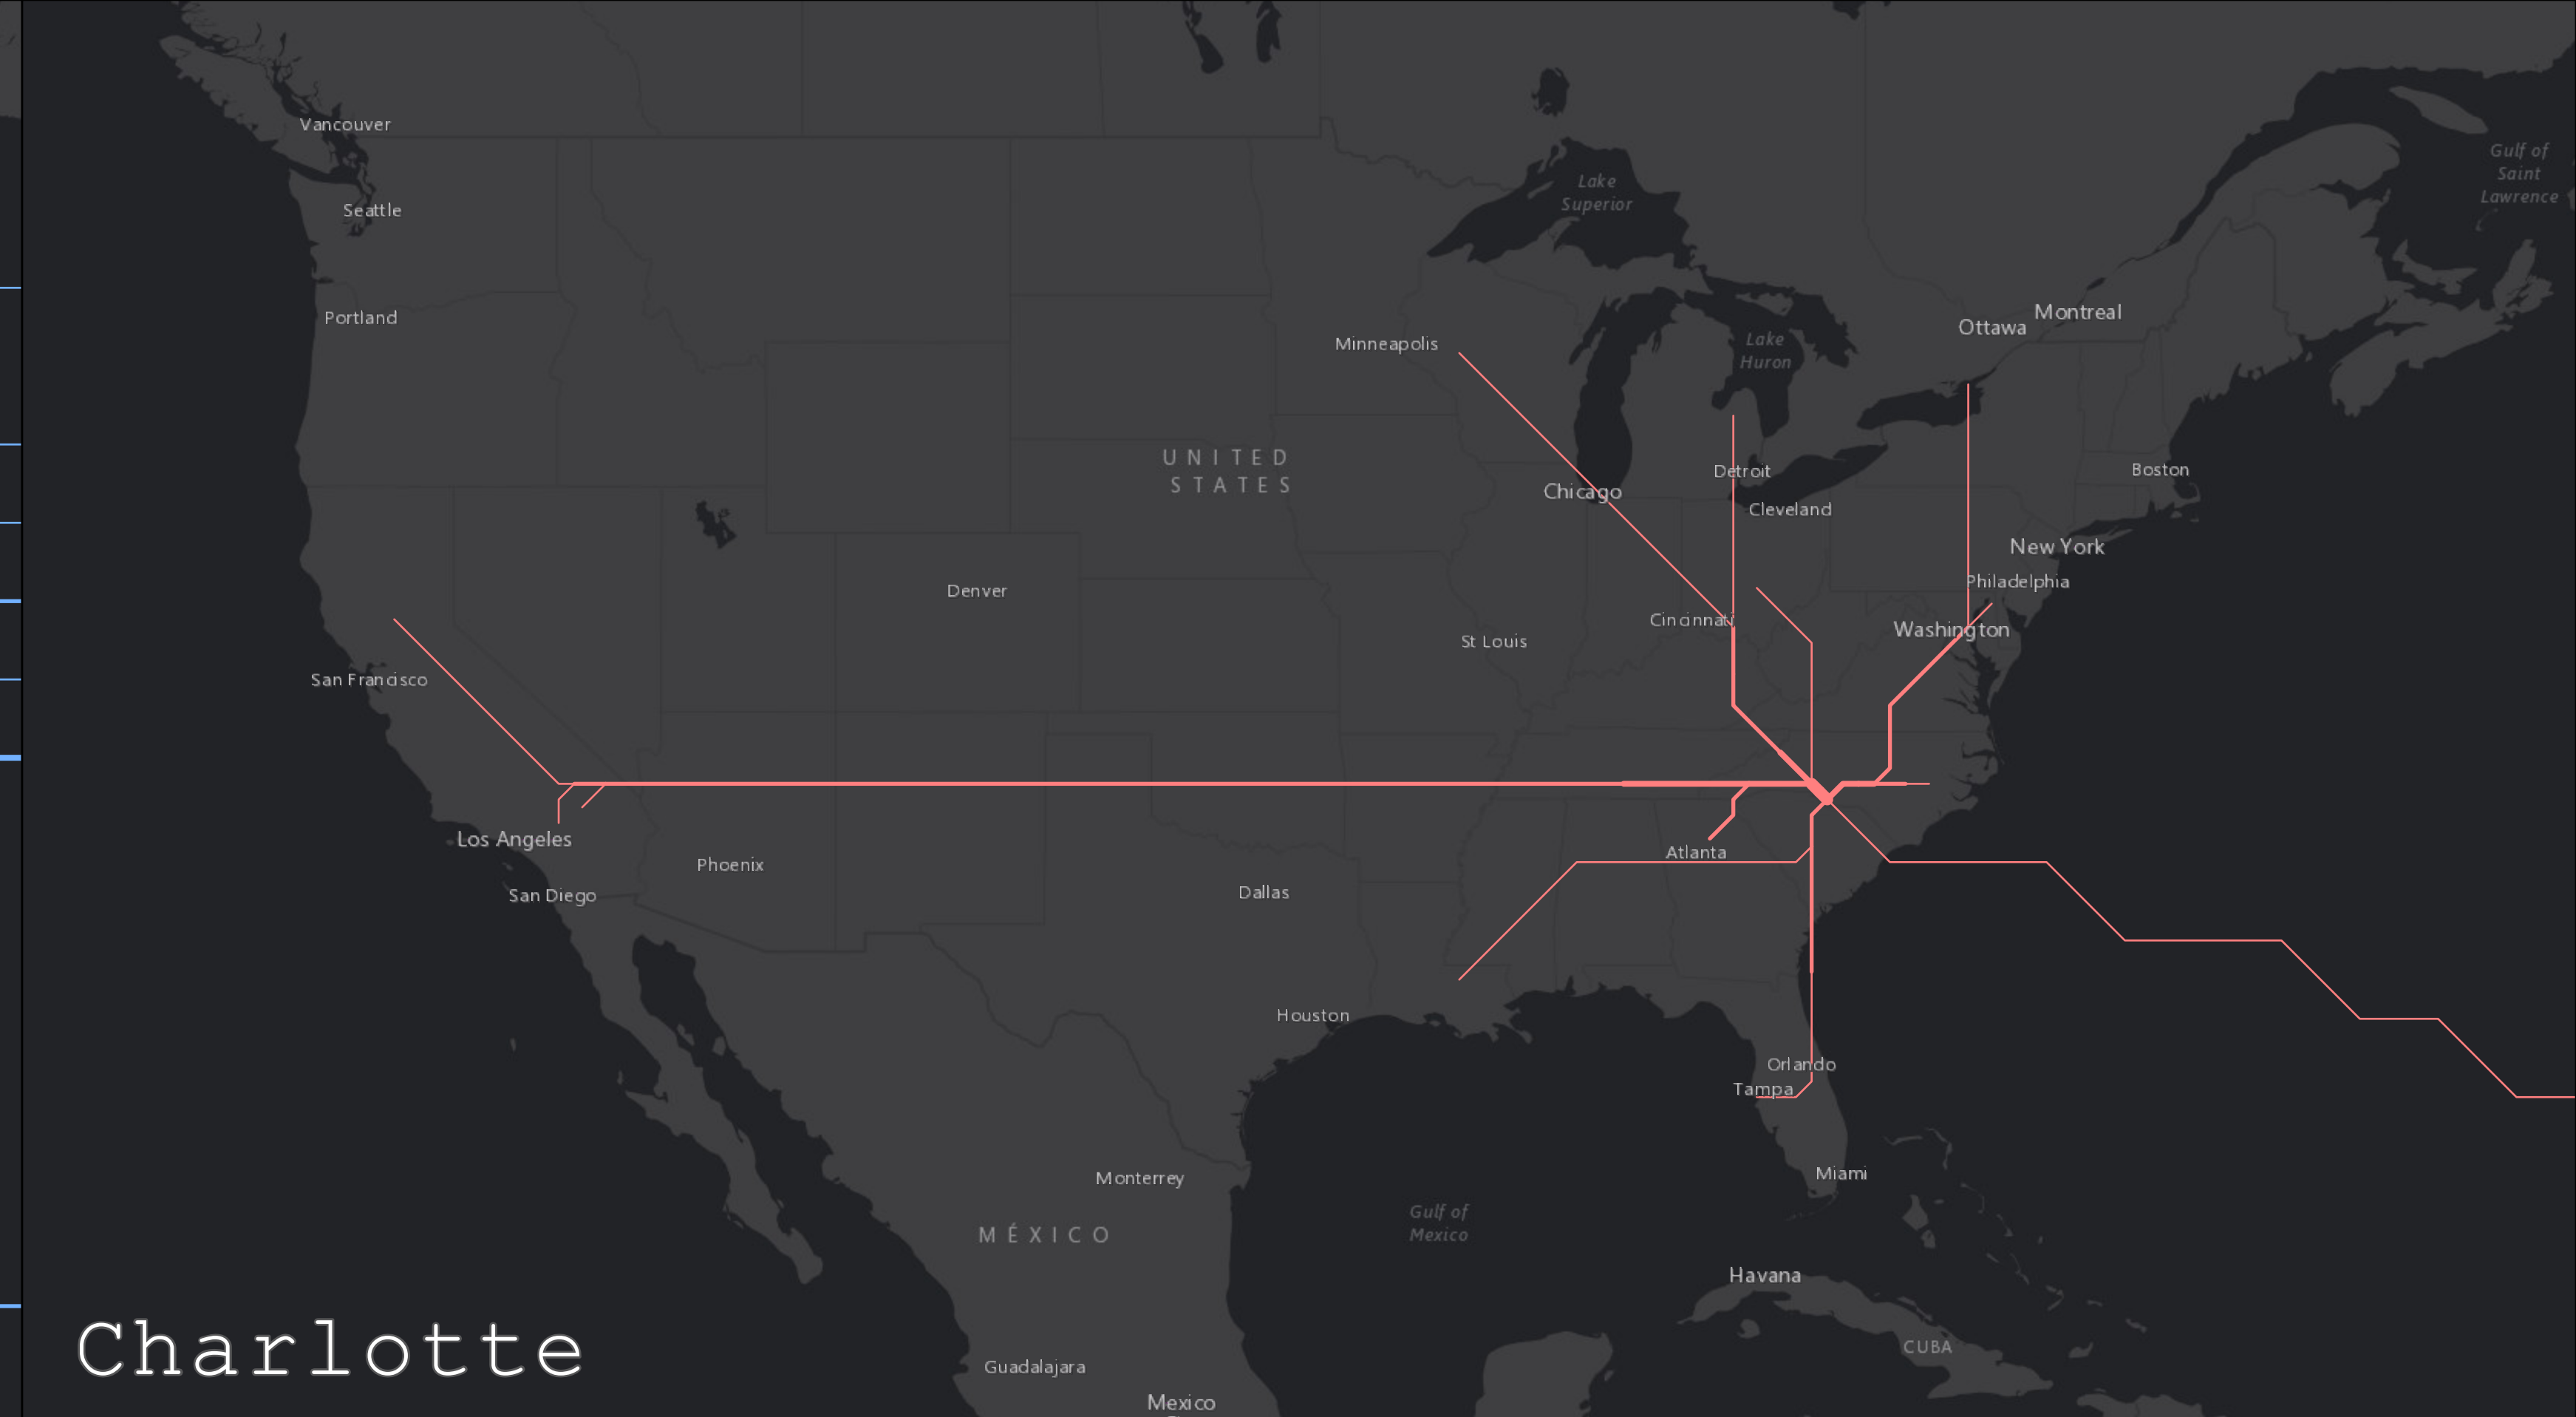 Vancouver
Gulf of
Saint
Lawrence
Lake
Superior
Seattle
Portland
Montreal
Ottawa
Minneapolis
Lake
Huron
UNITED
STATES
Detroit
Boston
Chicago
Cleveland
New York
Philadelphia
Denver
Cincinnati
Washington
St Louis
San Francisco
Los Angeles
Atlanta
Phoenix
Dallas
San Diego
Houston
Orlando
Tampa
Miami
Monterrey
Gulf of
Mexico
MÉXICO
Havana
CUBA
Charlotte
Guadalajara
Mexico